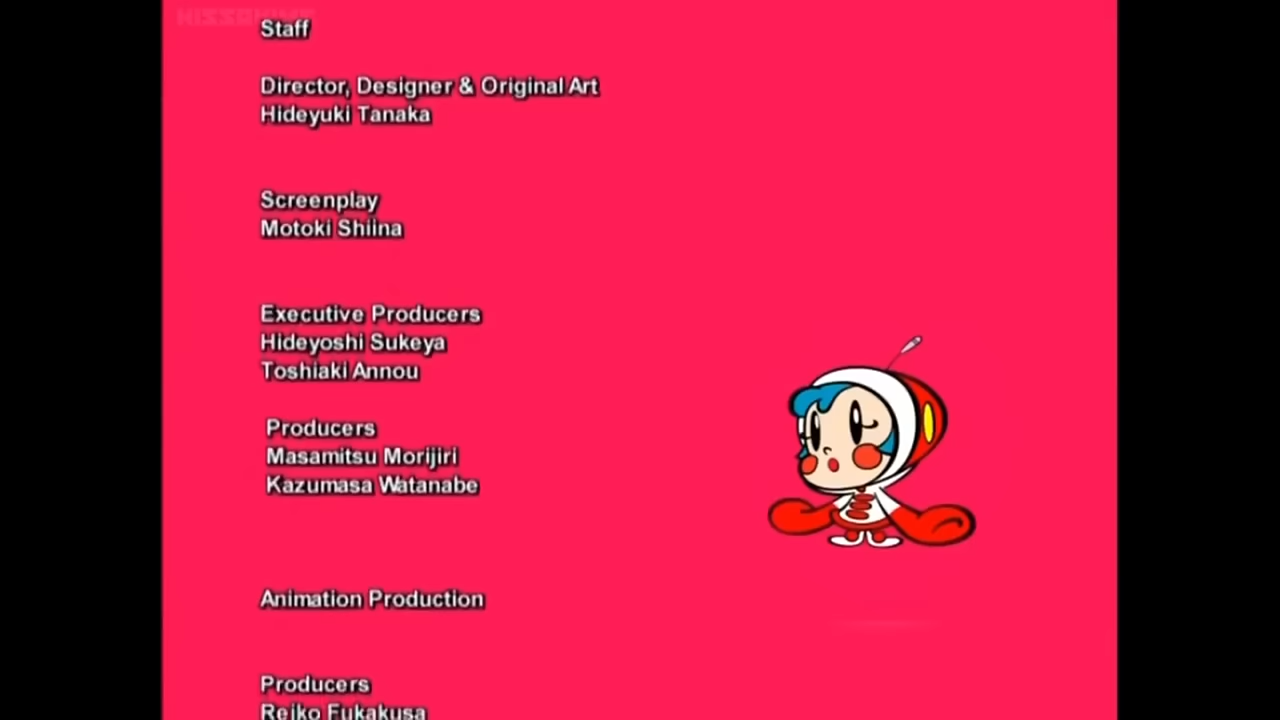 KISSANIME
Staff
Director, Designer & Original Art
Hideyuki Tanaka
Screenplay
Motoki Shiina
Executive Producers
Hideyoshi Sukeya
Toshiaki Annou
Producers
Masamitsu Morijiri
Kazumasa Watanabe
Animation Production
Producers
Reiko Fukakusa